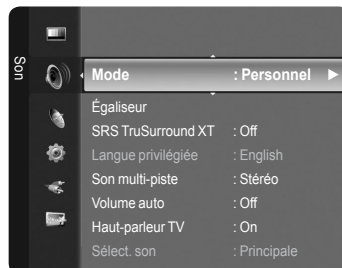 Son
Mode : Personnel
Égaliseur
SRS TruSurround XT : Off
Langue privilégiée : English
Son multi-piste : Stéréo
Volume auto : Off
Haut-parleur TV : On
Sélect. son : Principale